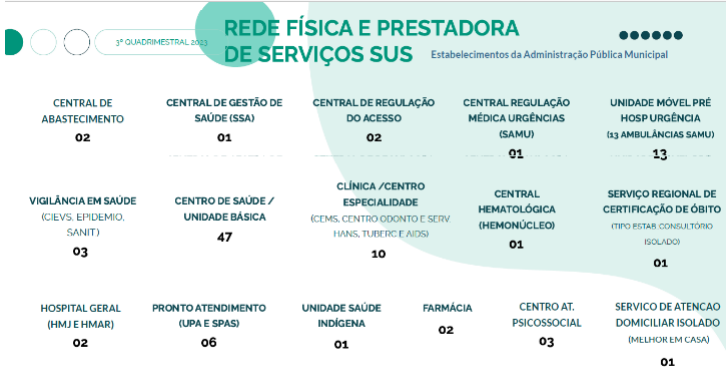 3º QUADRIMESTRAL 2023
REDE FÍSICA E PRESTADORA
DE SERVIÇOS SUS
Estabelecimentos da Administração Pública Municipal
CENTRAL DE
ABASTECIMENTO
02
CENTRAL DE GESTÃO DE
SAÚDE (SSA)
01
CENTRAL DE REGULAÇÃO
DO ACESSO
02
CENTRAL REGULAÇÃO
MÉDICA URGÊNCIAS
(SAMU)
01
UNIDADE MÓVEL PRÉ
HOSP URGÊNCIA
(13 AMBULÂNCIAS SAMU)
13
VIGILÂNCIA EM SAÚDE
(CIEVS, EPIDEMIO,
SANIT)
03
CENTRO DE SAÚDE /
UNIDADE BÁSICA
47
CLÍNICA /CENTRO
ESPECIALIDADE
(CEMS, CENTRO ODONTO E SERV.
HANS, TUBERC E AIDS)
10
CENTRAL
HEMATOLÓGICA
(HEMONÚCLEO)
01
SERVIÇO REGIONAL DE
CERTIFICAÇÃO DE ÓBITO
(TIPO ESTAB.CONSULTÓRIO
ISOLADO)
01
HOSPITAL GERAL
(HMJ E HMAR)
02
PRONTO ATENDIMENTO
(UPA E SPAS)
06
UNIDADE SAÚDE
INDÍGENA
01
FARMÁCIA
02
CENTRO AT.
PSICOSSOCIAL
03
SERVICO DE ATENCAO
DOMICILIAR ISOLADO
(MELHOR EM CASA)
01